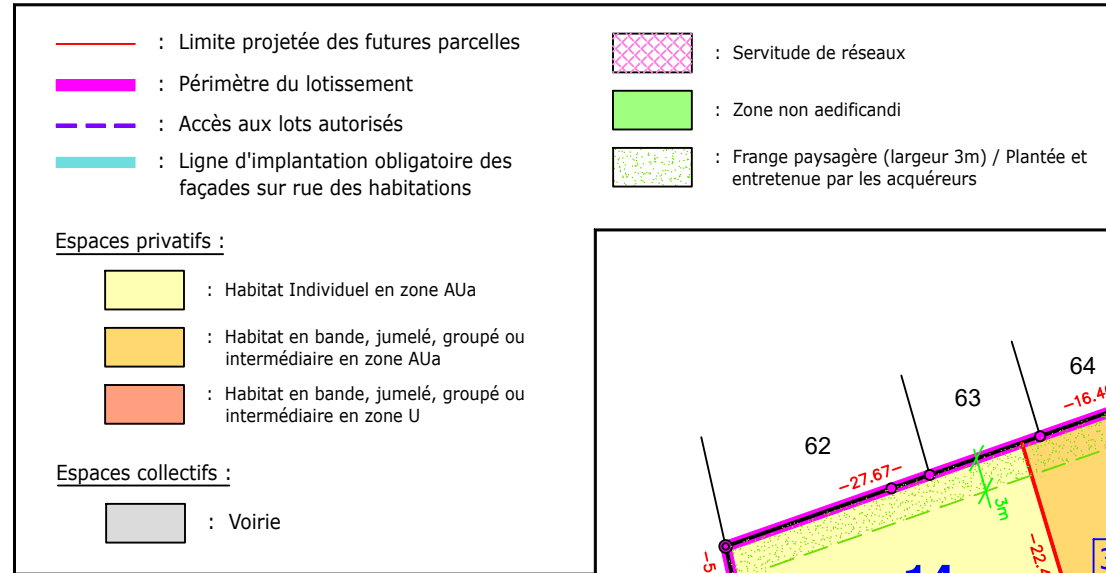 : Limite projetée des futures parcelles
: Périmètre du lotissement
: Accès aux lots autorisés
: Ligne d'implantation obligatoire des
façades sur rue des habitations
: Servitude de réseaux
: Zone non aedificandi
: Frange paysagère (largeur 3m) / Plantée et
entretenue par les acquéreurs
Espaces privatifs :
: Habitat Individuel en zone AUa
: Habitat en bande, jumelé, groupé ou
intermédiaire en zone AUa
: Habitat en bande, jumelé, groupé ou
intermédiaire en zone U
Espaces collectifs :
: Voirie
64
63
62
-27.67-
3m